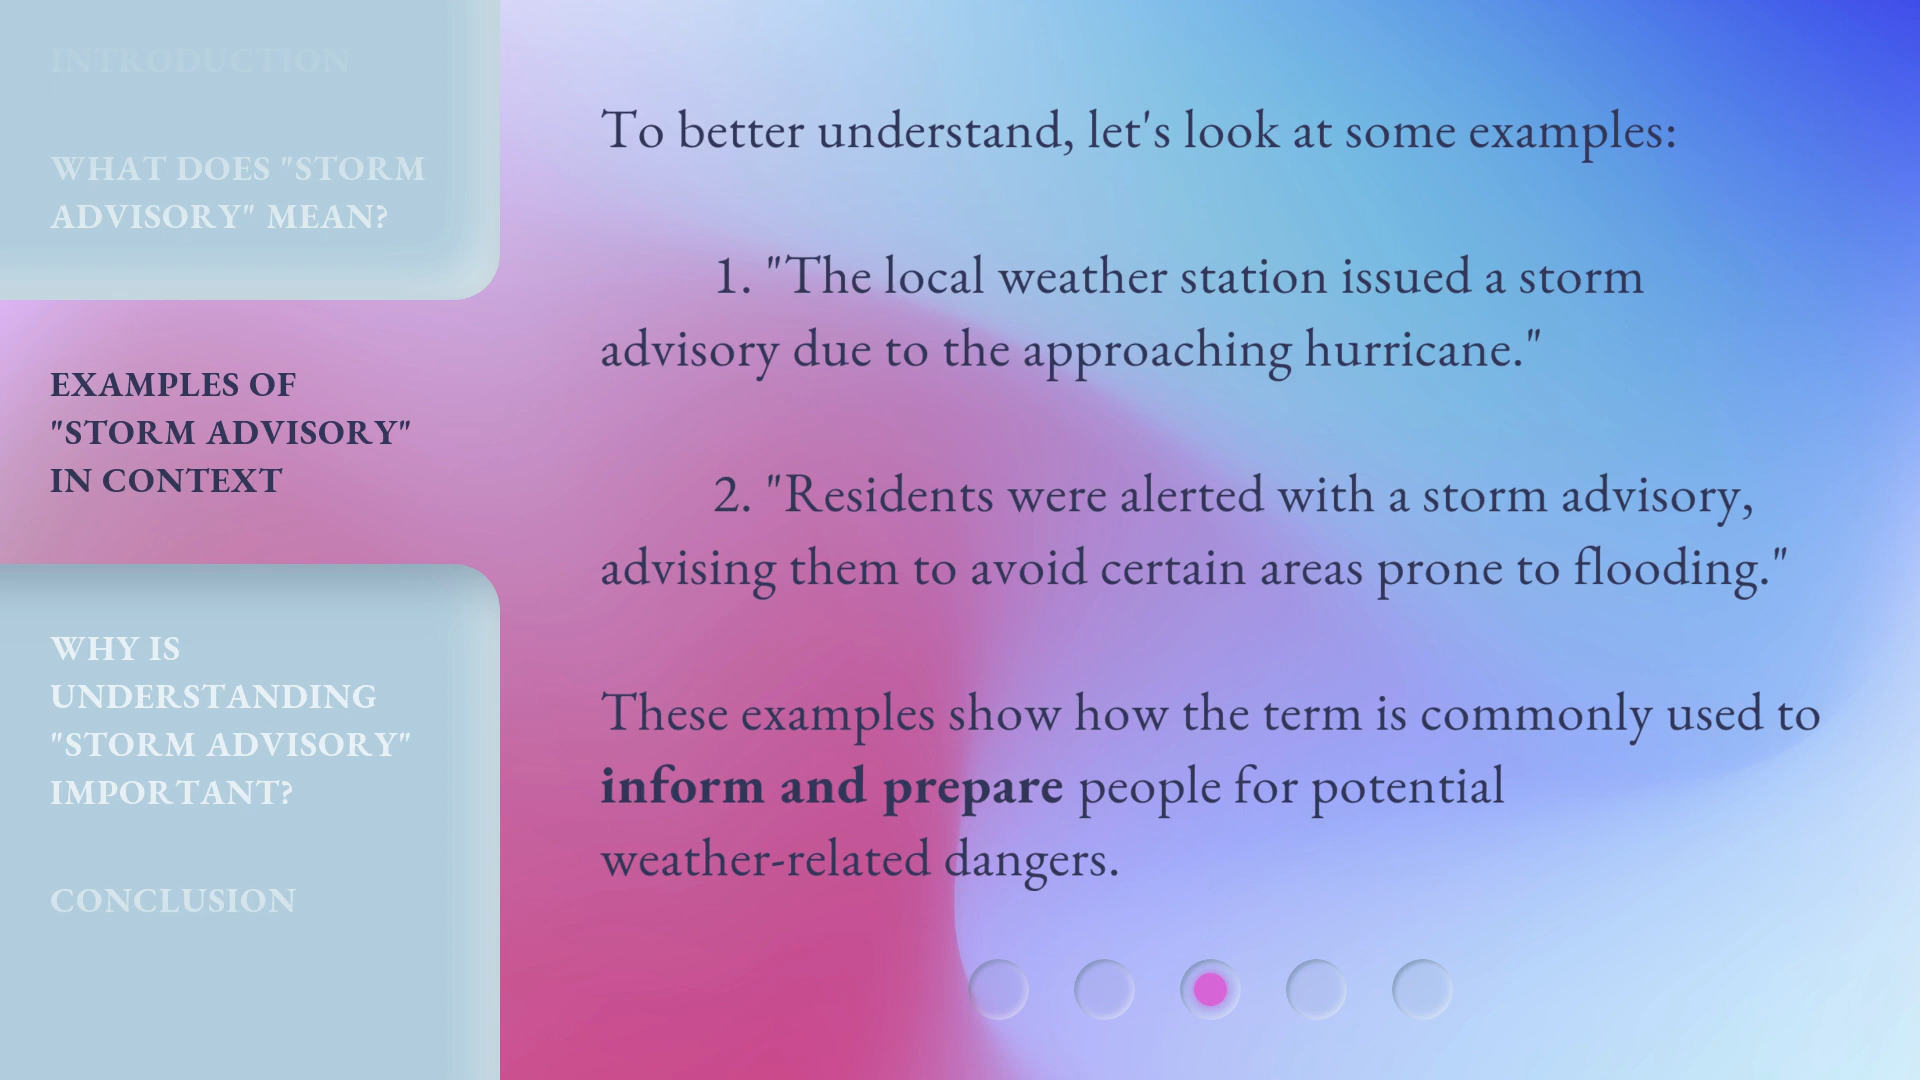 INTRODUCTION
WHAT DOES "STORM
ADVISORY" MEAN?
EXAMPLES OF
"STORM ADVISORY"
IN CONTEXT
WHY IS
UNDERSTANDING
"STORM ADVISORY"
IMPORTANT?
CONCLUSION
To better understand, let's look at some examples:
1. "The local weather station issued a storm
advisory due to the approaching hurricane."
2. "Residents were alerted with a storm advisory,
advising them to avoid certain areas prone to flooding."
These examples show how the term is commonly used to
inform and prepare people for potential
weather-related dangers.